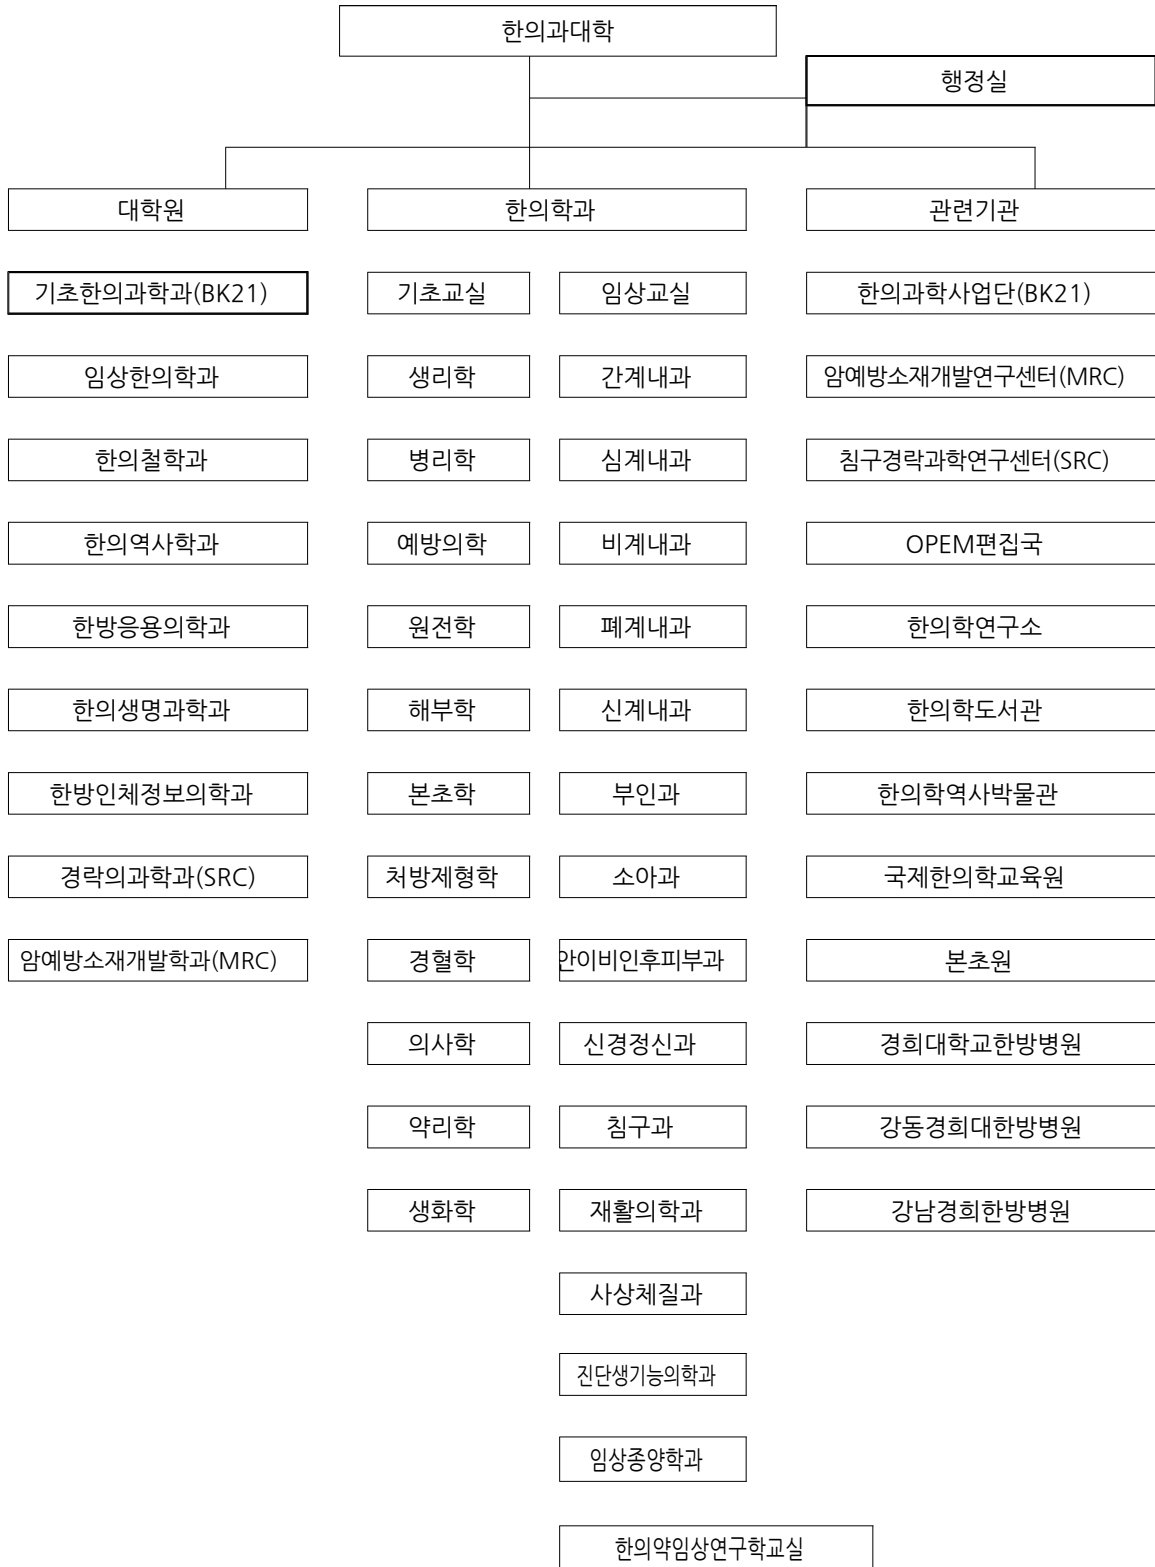 한의과대학
행정실
대학원
한의학과
관련기관
기초한의과학과(BK21)
기초교실
임상교실
한의과학사업단(BK21)
임상한의학과
생리학
간계내과
암예방소재개발연구센터(MRC)
한의철학과
병리학
심계내과
침구경락과학연구센터(SRC)
한의역사학과
예방의학
비계내과
OPEM편집국
한방응용의학과
원전학
폐계내과
한의학연구소
한의생명과학과
해부학
신계내과
한의학도서관
한방인체정보의학과
본초학
부인과
한의학역사박물관
경락의과학과(SRC)
처방제형학
소아과
국제한의학교육원
암예방소재개발학과(MRC)
경혈학
안이비인후피부과
본초원
의사학
신경정신과
경희대학교한방병원
약리학
침구과
강동경희대한방병원
생화학
재활의학과
강남경희한방병원
사상체질과
진단생기능의학과
임상종양학과
한의약임상연구학교실